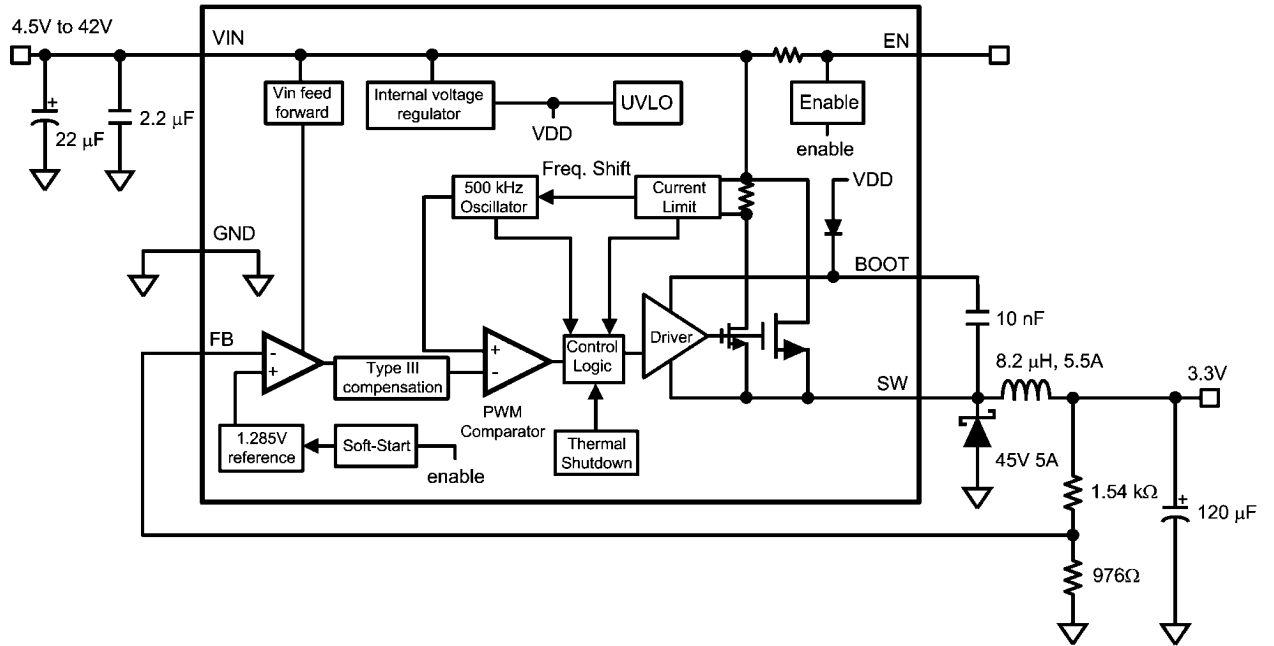 4.5V to 42V
VIN
EN
Vin feed
forward
Internal voltage
regulator
UVLO
Enable
VDD
enable
+
22 μF
2.2 μF
Freq. Shift
500 kHz
Oscillator
Current
Limit
VDD
GND
BOOT
10 nF
FB
-
+
Type III
compensation
+
-
PWM
Comparator
Control
Logic
Driver
SW
8.2 μH, 5.5A
3.3V
1.285V
reference
Soft-Start
enable
Thermal
Shutdown
45V 5A
1.54 kΩ
+
120 μF
976Ω